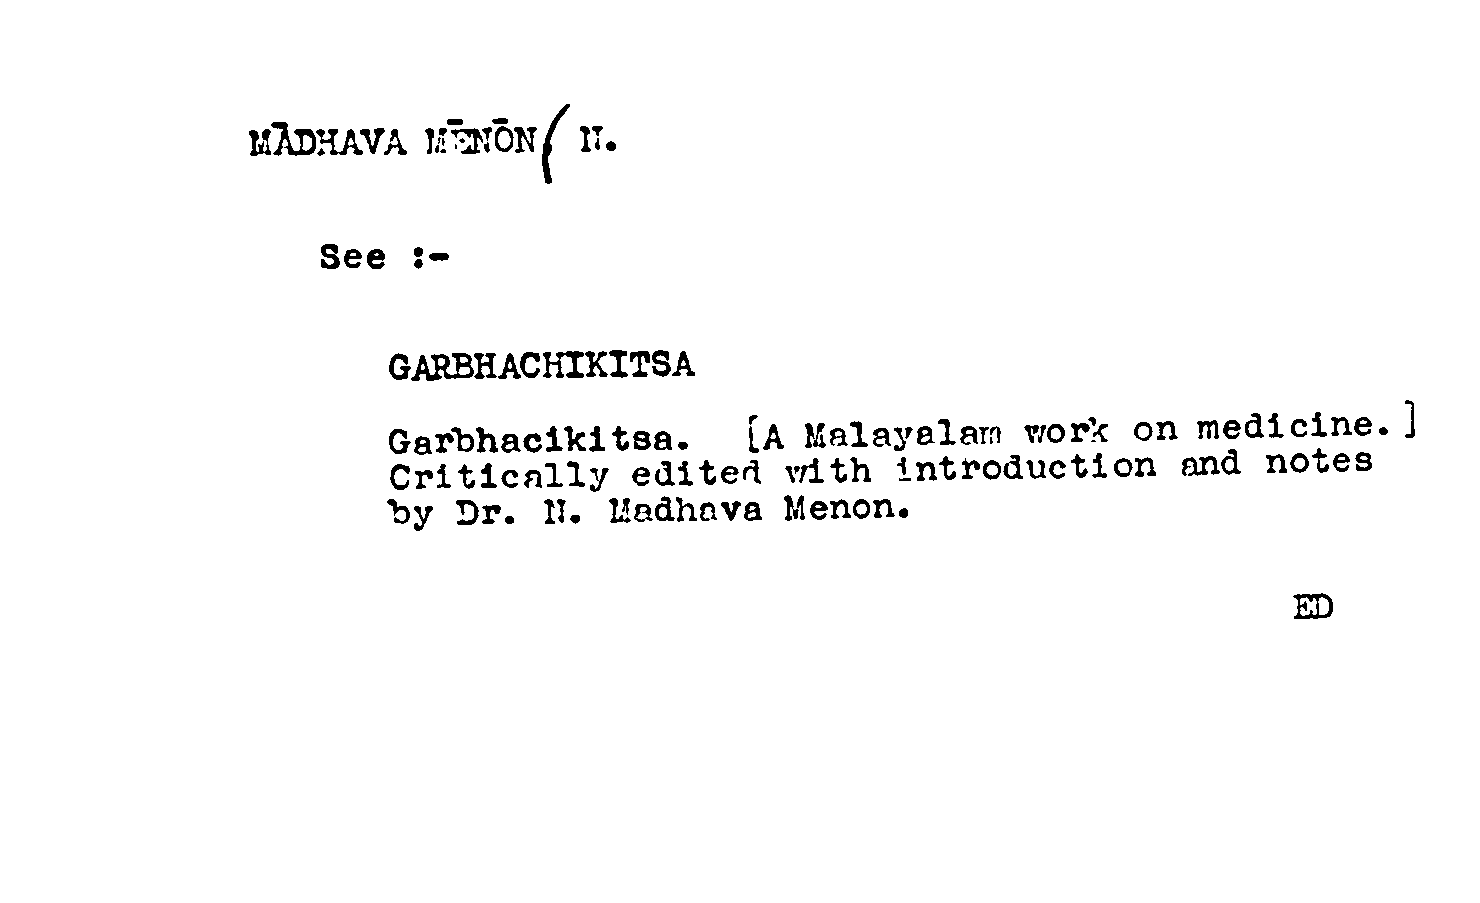 MĀDHAVA MĒNŌN( N.
See :-
GARBHACHIKITSA
Garbhacikitsa. [A Malayalam work on medicine.]
Critically edited with introduction and notes
by Dr. N. Madhava Menon.
ED